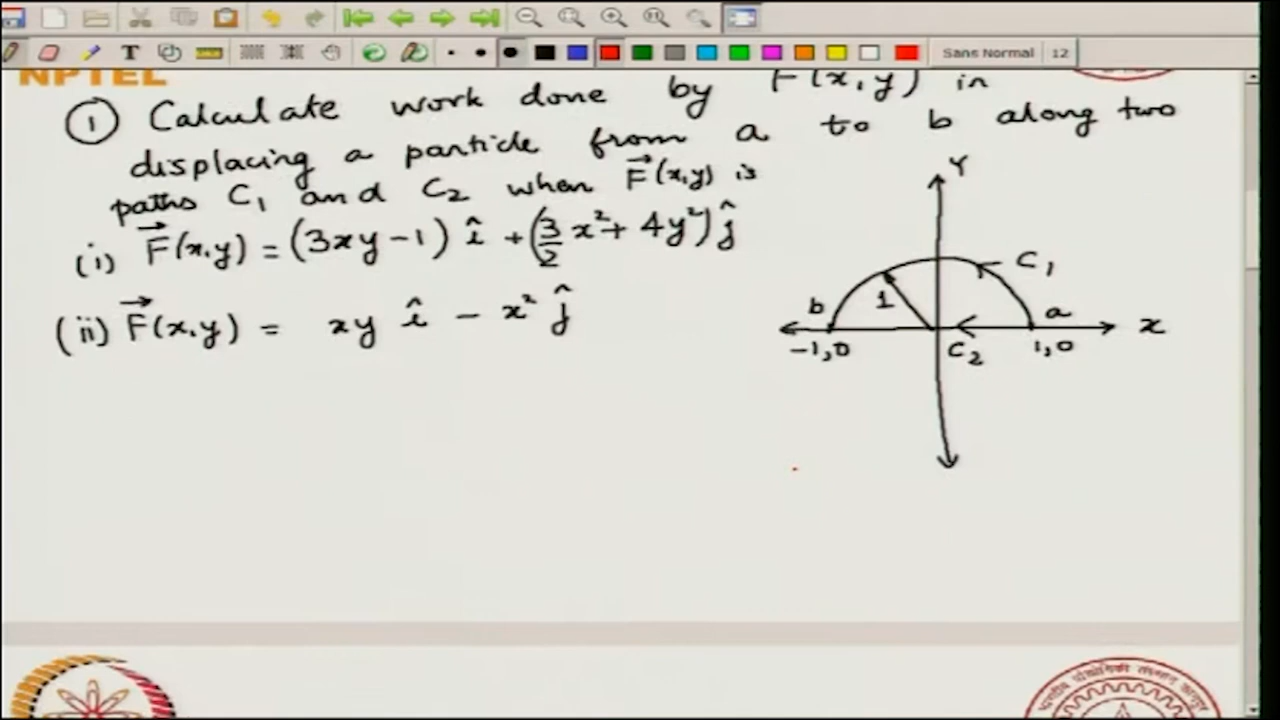 Sans Normal 12
NPTEL
① Calculate work done by F(x,y) in
displacing a particle from a to b along two
paths C₁ and C₂ when F⃗(x,y) is
(i) F⃗(x,y) = (3xy-1) î + (3/2 x² + 4y²) ĵ
(ii) F⃗(x,y) = xy î - x² ĵ
Y
C₁
b
1
a
x
-1,0
C₂
1,0